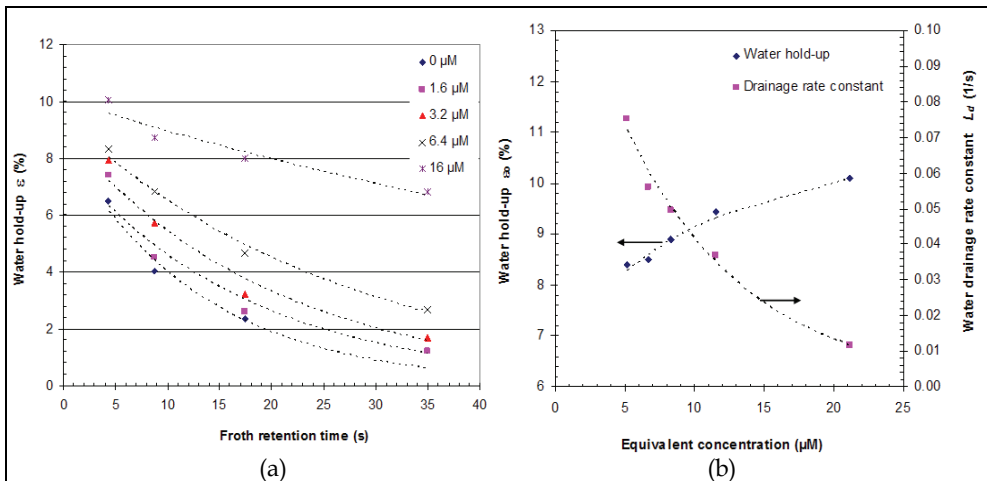 12
10
8
6
4
2
0
0 5 10 15 20 25 30 35 40
Water hold-up ε (%)
Froth retention time (s)
0 µM
1.6 µM
3.2 µM
6.4 µM
16 µM
(a)
13
12
11
10
9
8
7
6
0 5 10 15 20 25
Water hold-up ε₀ (%)
Equivalent concentration (µM)
Water hold-up
Drainage rate constant
0.10
0.09
0.08
0.07
0.06
0.05
0.04
0.03
0.02
0.01
0.00
Water drainage rate constant L_d (1/s)
(b)